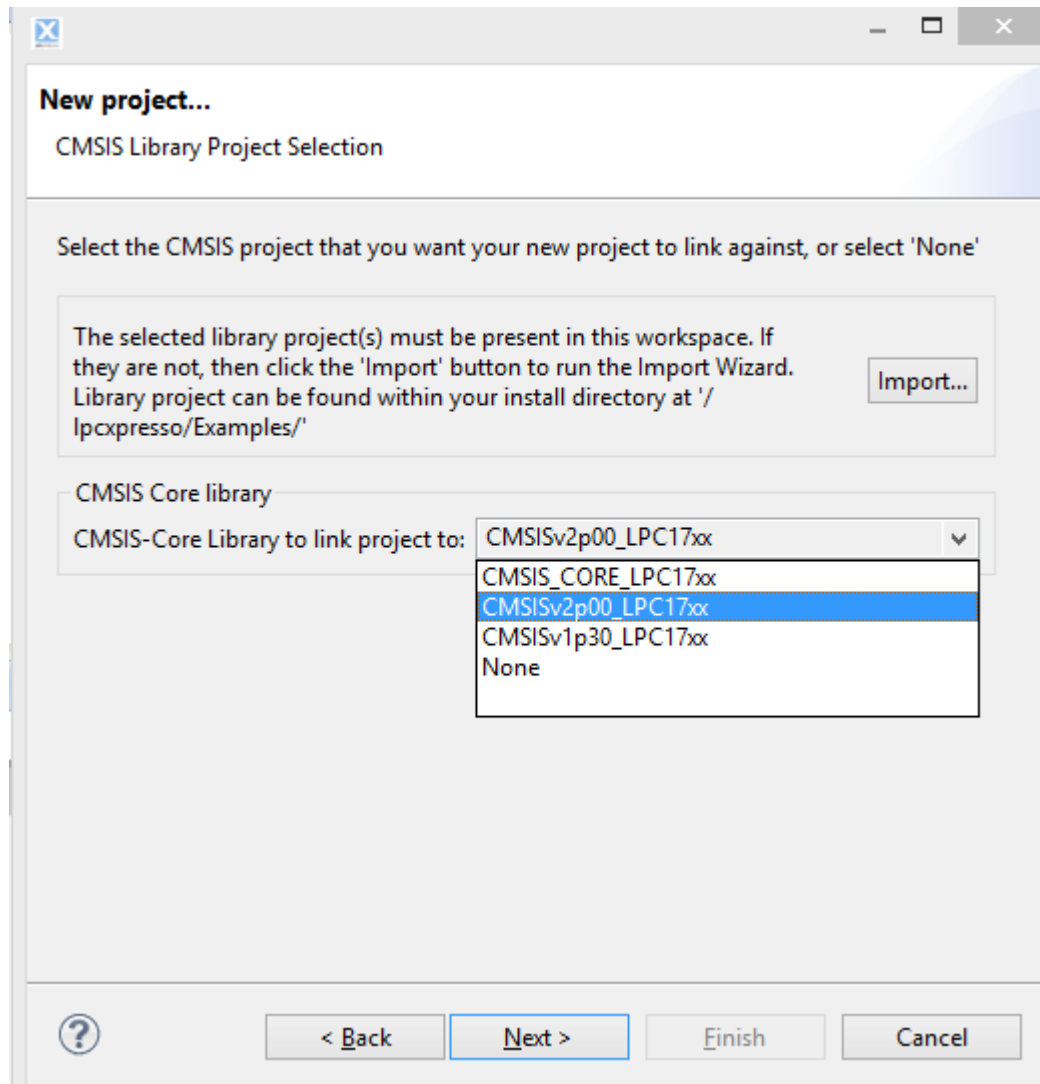 New project...
CMSIS Library Project Selection
Select the CMSIS project that you want your new project to link against, or select 'None'
The selected library project(s) must be present in this workspace. If
they are not, then click the 'Import' button to run the Import Wizard.
Library project can be found within your install directory at '/
lpcxpresso/Examples/'
Import...
CMSIS Core library
CMSIS-Core Library to link project to:
CMSISv2p00_LPC17xx
CMSIS_CORE_LPC17xx
CMSISv2p00_LPC17xx
CMSISv1p30_LPC17xx
None
< Back
Next >
Finish
Cancel